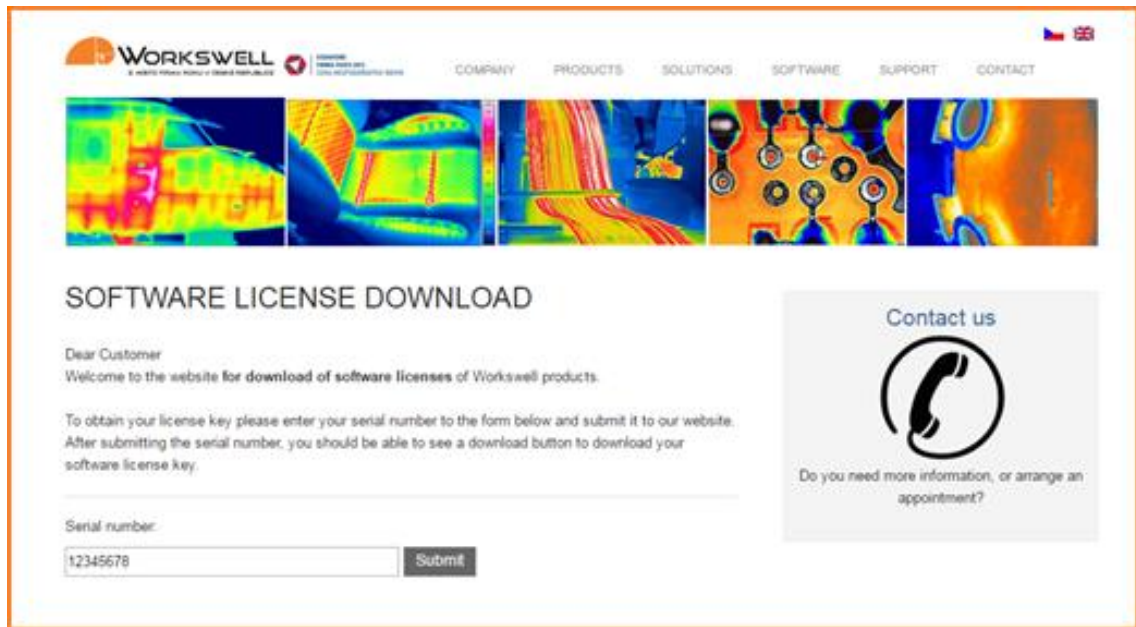 WORKSWELL
COMPANY
PRODUCTS
SOLUTIONS
SOFTWARE
SUPPORT
CONTACT
SOFTWARE LICENSE DOWNLOAD
Dear Customer
Welcome to the website for download of software licenses of Workswell products.
To obtain your license key please enter your serial number to the form below and submit it to our website.
After submitting the serial number, you should be able to see a download button to download your
software license key.
Serial number:
12345678
Submit
Contact us
Do you need more information, or arrange an
appointment?